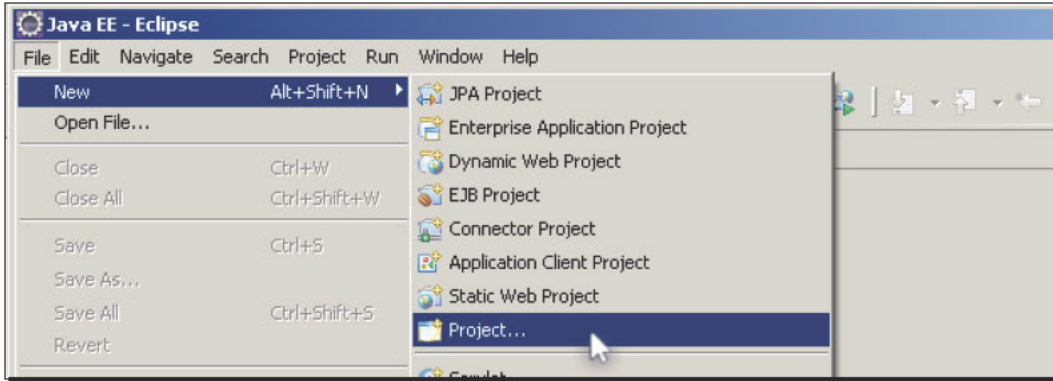 Java EE - Eclipse
File Edit Navigate Search Project Run Window Help
New Alt+Shift+N
Open File...
Close Ctrl+W
Close All Ctrl+Shift+W
Save Ctrl+S
Save As...
Save All Ctrl+Shift+S
Revert
JPA Project
Enterprise Application Project
Dynamic Web Project
EJB Project
Connector Project
Application Client Project
Static Web Project
Project...